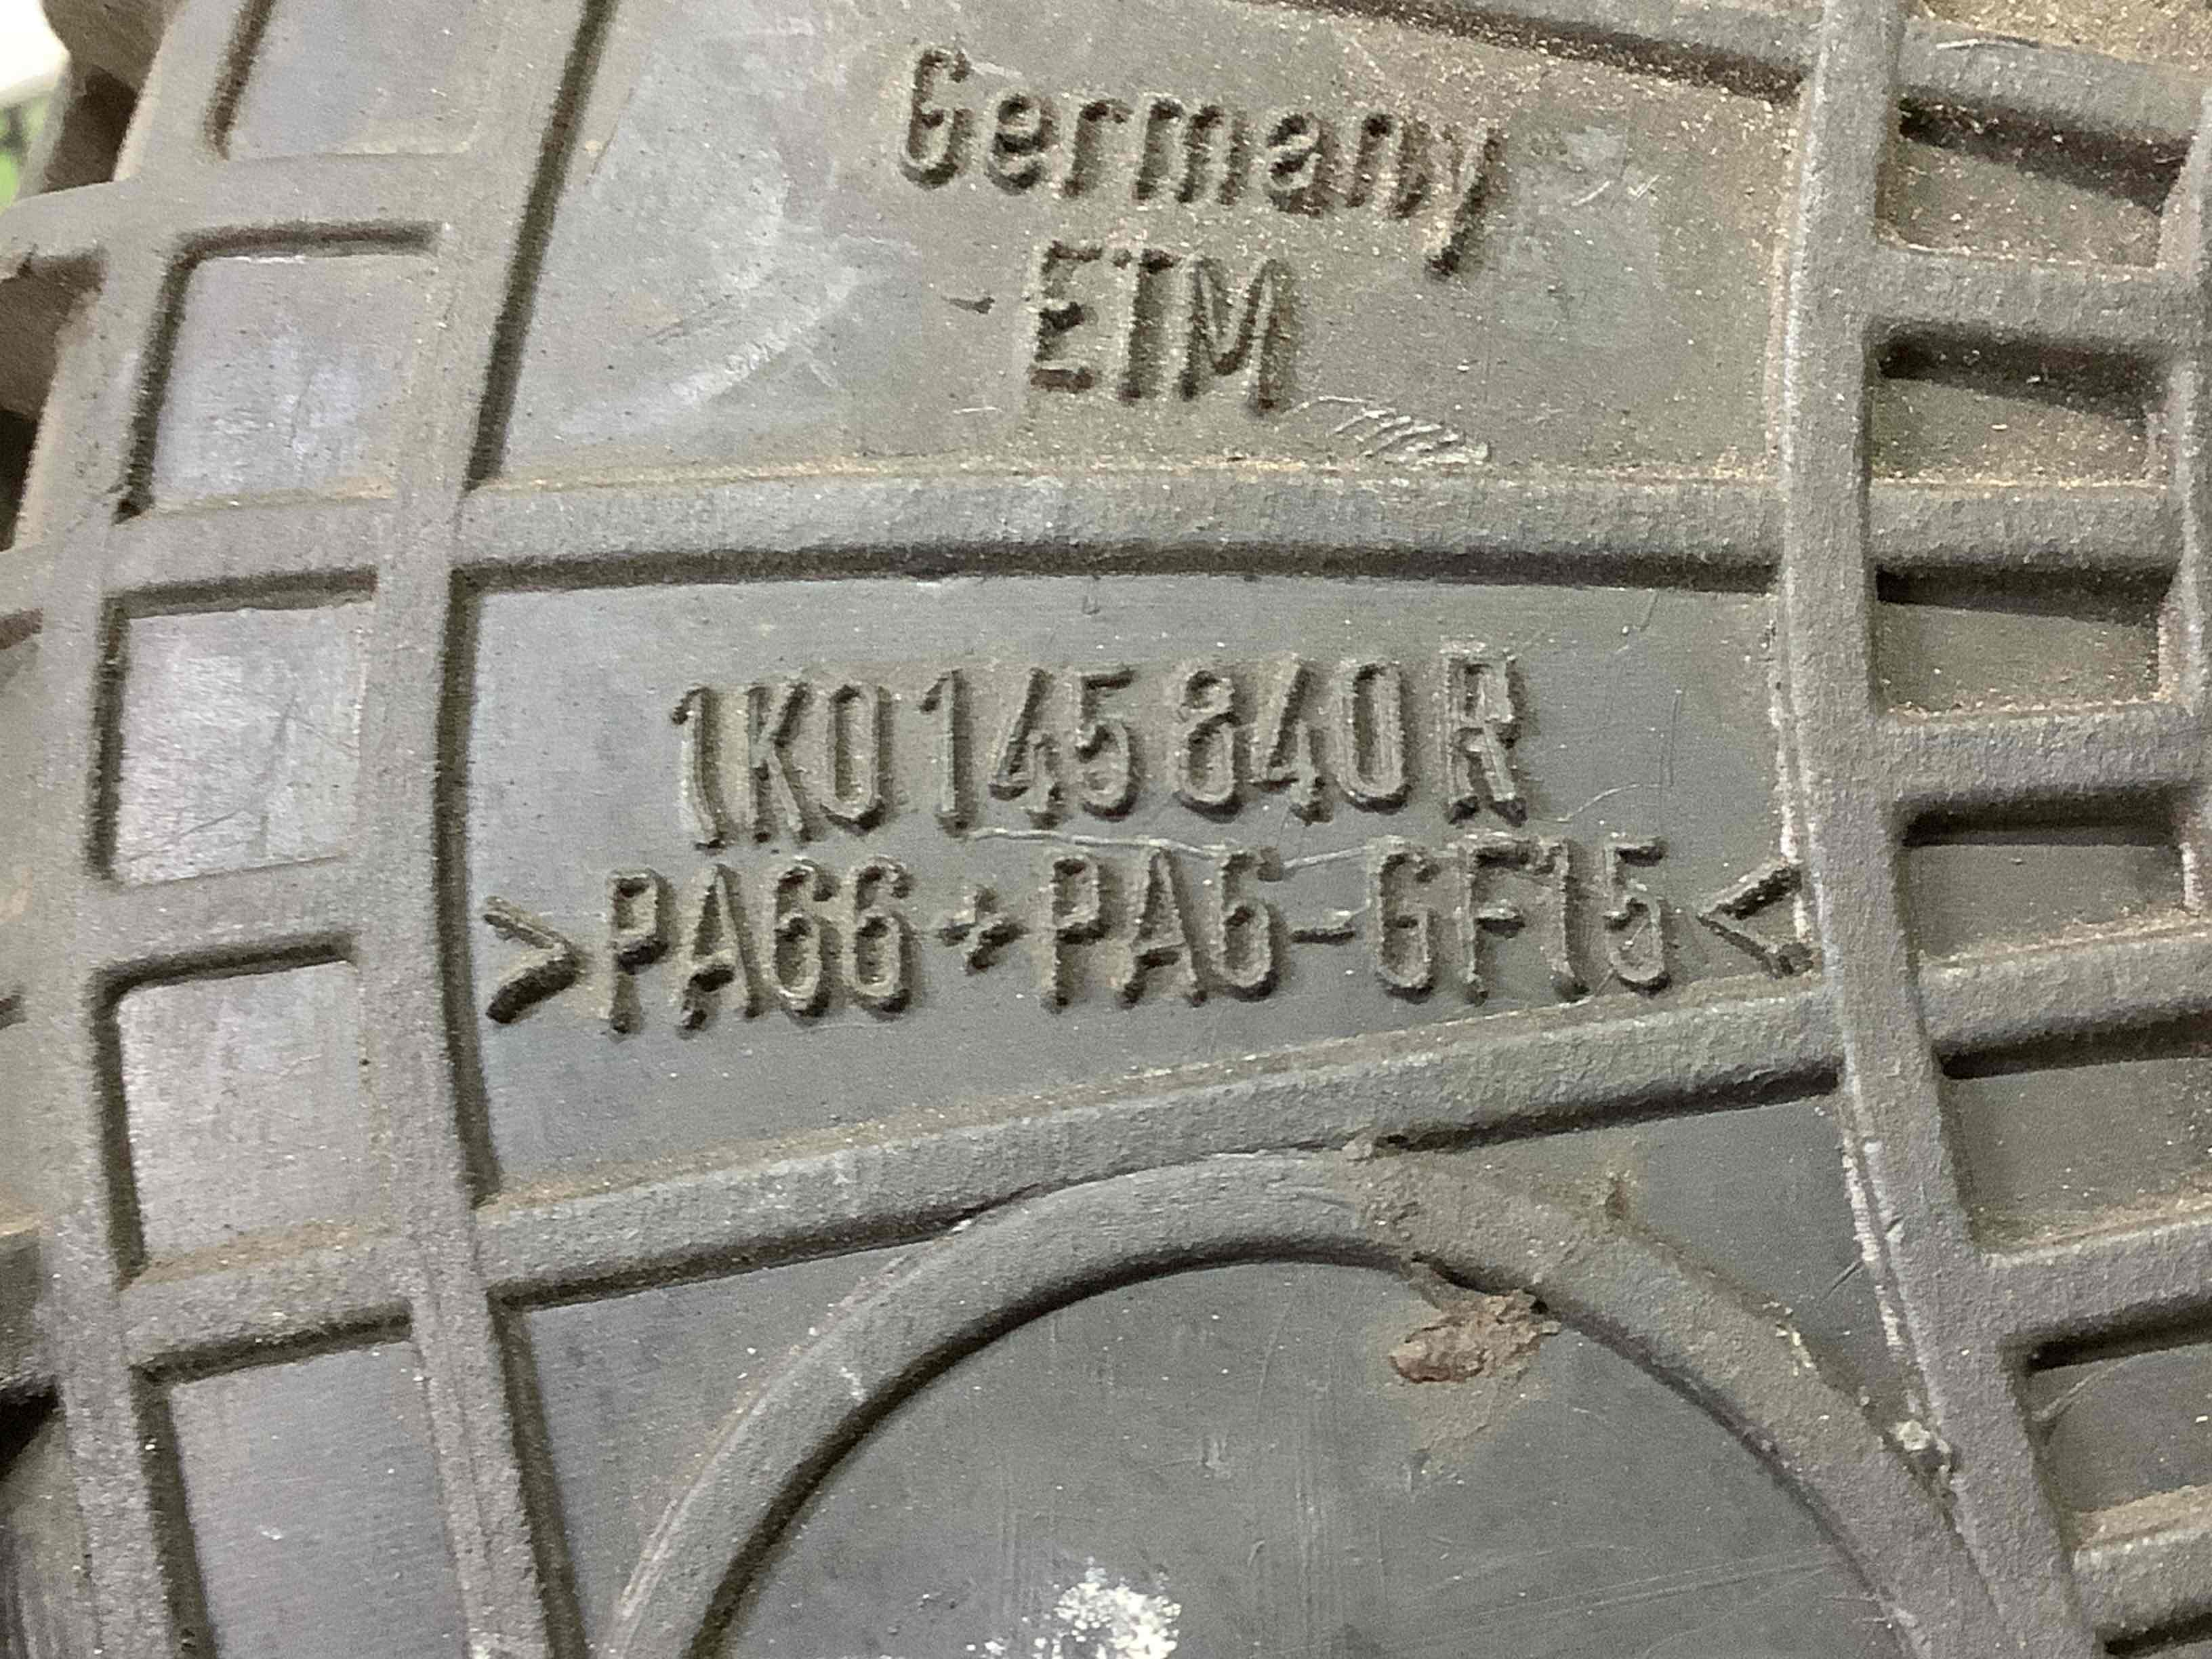 Germany
ETM
1K0 145 840 R
>PA66+PA6-GF15<